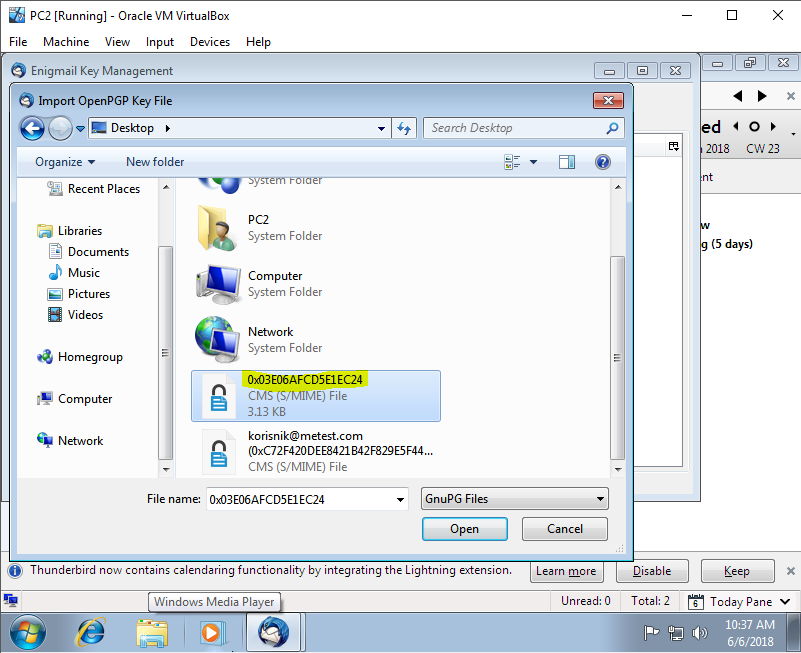 PC2 [Running] - Oracle VM VirtualBox
File Machine View Input Devices Help
Enigmail Key Management
Import OpenPGP Key File
Desktop
Search Desktop
Organize New folder
Recent Places
Libraries
Documents
Music
Pictures
Videos
Homegroup
Computer
Network
System Folder
PC2
System Folder
Computer
System Folder
Network
System Folder
0x03E06AFCD5E1EC24
CMS (S/MIME) File
3.13 KB
korisnik@metest.com
(0xC72F420DEE8421B42F829E5F44...
CMS (S/MIME) File
File name: 0x03E06AFCD5E1EC24 GnuPG Files
Open Cancel
ed
2018 CW 23
ent
w
g (5 days)
Thunderbird now contains calendaring functionality by integrating the Lightning extension. Learn more Disable Keep
Windows Media Player
Unread: 0 Total: 2 6 Today Pane
10:37 AM
6/6/2018